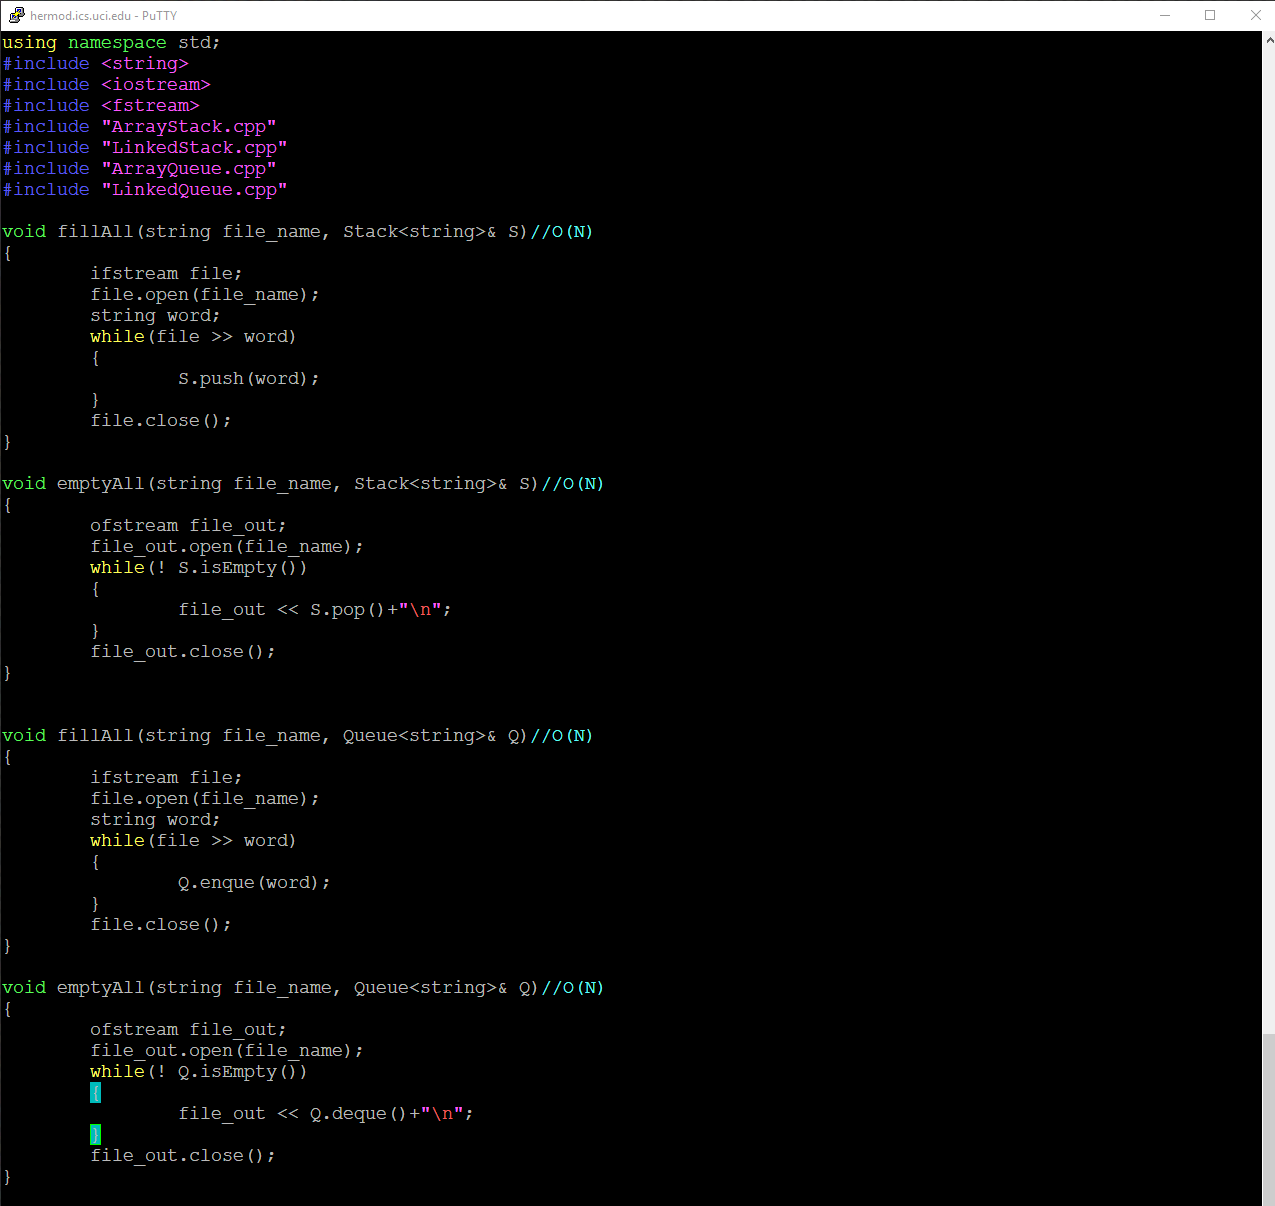 hermod.ics.uci.edu - PuTTY
using namespace std;
#include <string>
#include <iostream>
#include <fstream>
#include "ArrayStack.cpp"
#include "LinkedStack.cpp"
#include "ArrayQueue.cpp"
#include "LinkedQueue.cpp"

void fillAll(string file_name, Stack<string>& S)//O(N)
{
        ifstream file;
        file.open(file_name);
        string word;
        while(file >> word)
        {
                S.push(word);
        }
        file.close();
}

void emptyAll(string file_name, Stack<string>& S)//O(N)
{
        ofstream file_out;
        file_out.open(file_name);
        while(! S.isEmpty())
        {
                file_out << S.pop()+"\n";
        }
        file_out.close();
}


void fillAll(string file_name, Queue<string>& Q)//O(N)
{
        ifstream file;
        file.open(file_name);
        string word;
        while(file >> word)
        {
                Q.enque(word);
        }
        file.close();
}

void emptyAll(string file_name, Queue<string>& Q)//O(N)
{
        ofstream file_out;
        file_out.open(file_name);
        while(! Q.isEmpty())
        {
                file_out << Q.deque()+"\n";
        }
        file_out.close();
}